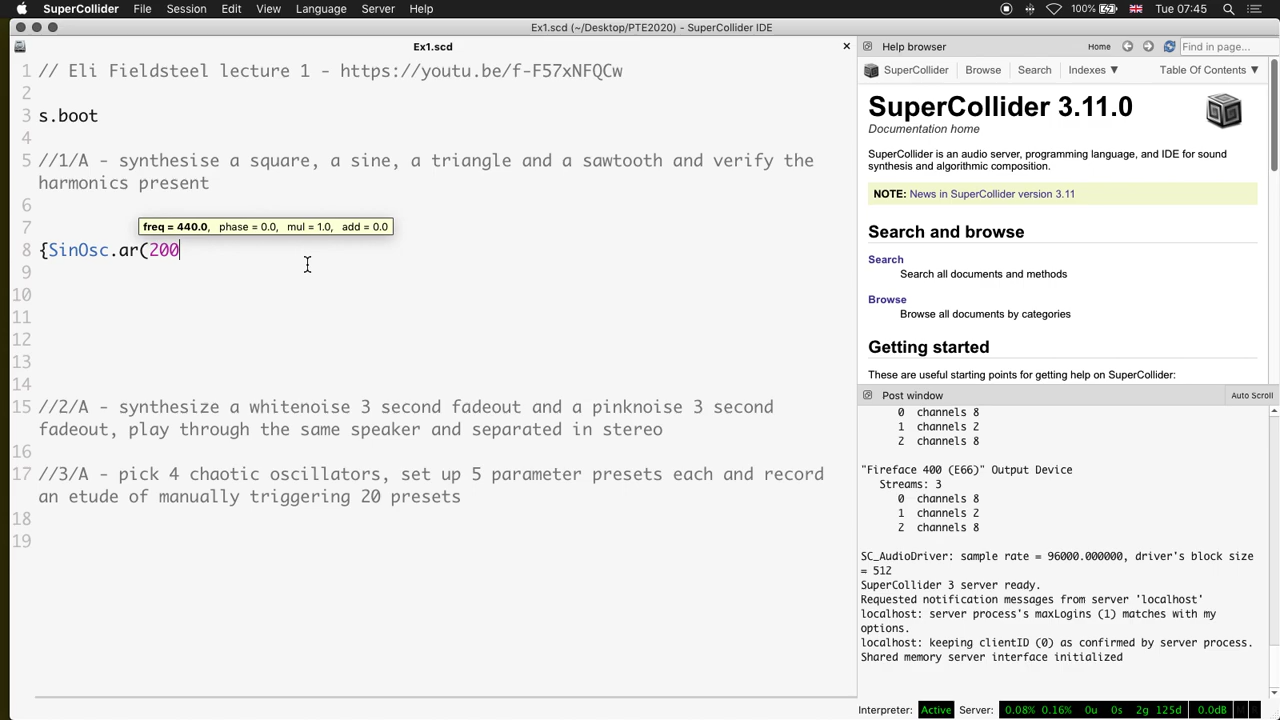 File Session Edit View Language Server Help
100% Tue 07:45
Ex1.scd (~/Desktop/PTE2020) - SuperCollider IDE
Ex1.scd
1 // Eli Fieldsteel lecture 1 - https://youtu.be/f-F57xNFQCw
2
3 s.boot
4
5 //1/A - synthesise a square, a sine, a triangle and a sawtooth and verify the
harmonics present
6
7
freq = 440.0, phase = 0.0, mul = 1.0, add = 0.0
8 {SinOsc.ar(200
9
10
11
12
13
14
15 //2/A - synthesize a whitenoise 3 second fadeout and a pinknoise 3 second
fadeout, play through the same speaker and separated in stereo
16
17 //3/A - pick 4 chaotic oscillators, set up 5 parameter presets each and record
an etude of manually triggering 20 presets
18
19
Help browser Home Find in page...
SuperCollider Browse Search Indexes ▼ Table Of Contents ▼
SuperCollider 3.11.0
Documentation home
SuperCollider is an audio server, programming language, and IDE for sound
synthesis and algorithmic composition.
NOTE: News in SuperCollider version 3.11
Search and browse
Search
Search all documents and methods
Browse
Browse all documents by categories
Getting started
These are useful starting points for getting help on SuperCollider:
Post window Auto Scroll
0 channels 8
1 channels 2
2 channels 8
"Fireface 400 (E66)" Output Device
Streams: 3
0 channels 8
1 channels 2
2 channels 8
SC_AudioDriver: sample rate = 96000.000000, driver's block size
= 512
SuperCollider 3 server ready.
Requested notification messages from server 'localhost'
localhost: server process's maxLogins (1) matches with my
options.
localhost: keeping clientID (0) as confirmed by server process.
Shared memory server interface initialized
Interpreter: Active Server: 0.08% 0.16% 0u 0s 2g 125d 0.0dB M R